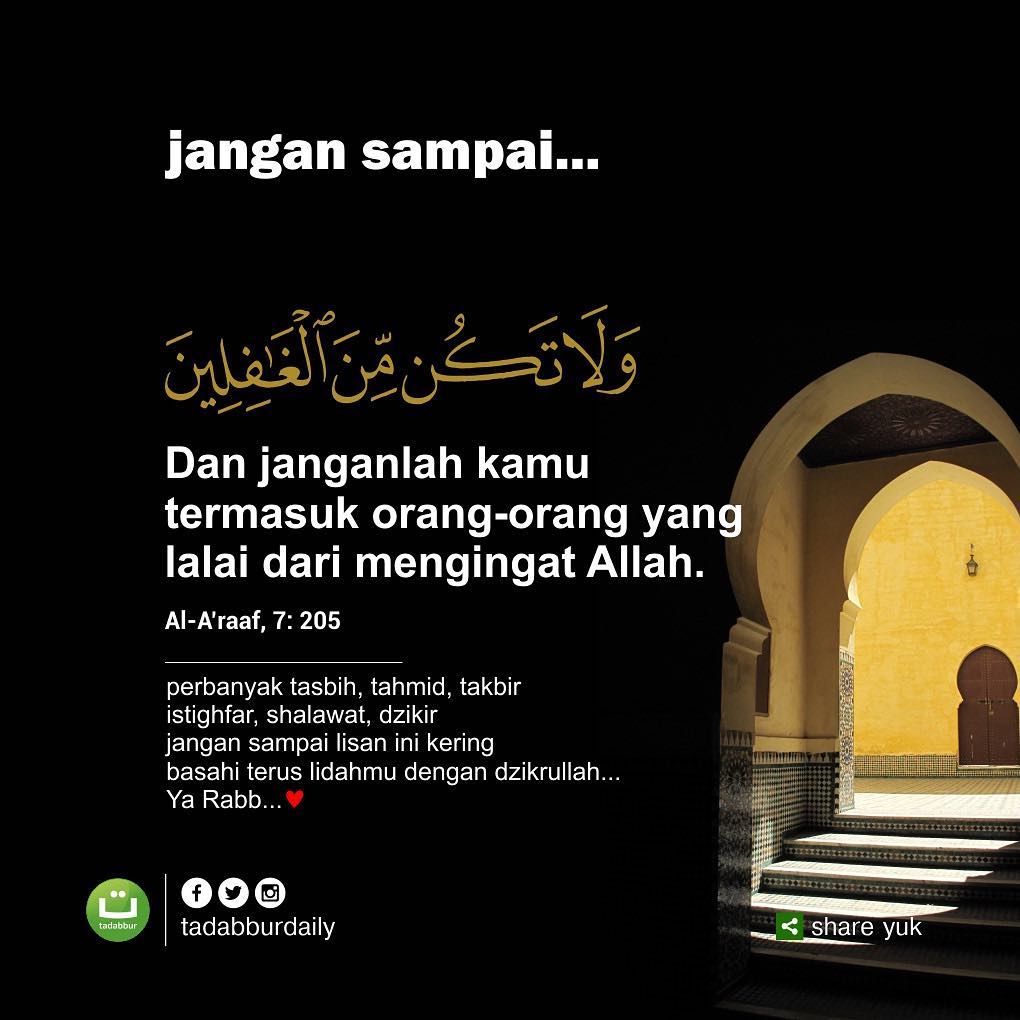 jangan sampai...
وَلَا تَكُن مِّنَ ٱلْغَـٰفِلِينَ
Dan janganlah kamu
termasuk orang-orang yang
lalai dari mengingat Allah.
Al-A'raaf, 7: 205
perbanyak tasbih, tahmid, takbir
istighfar, shalawat, dzikir
jangan sampai lisan ini kering
basahi terus lidahmu dengan dzikrullah...
Ya Rabb...♥
ت
tadabbur
tadabburdaily
share yuk